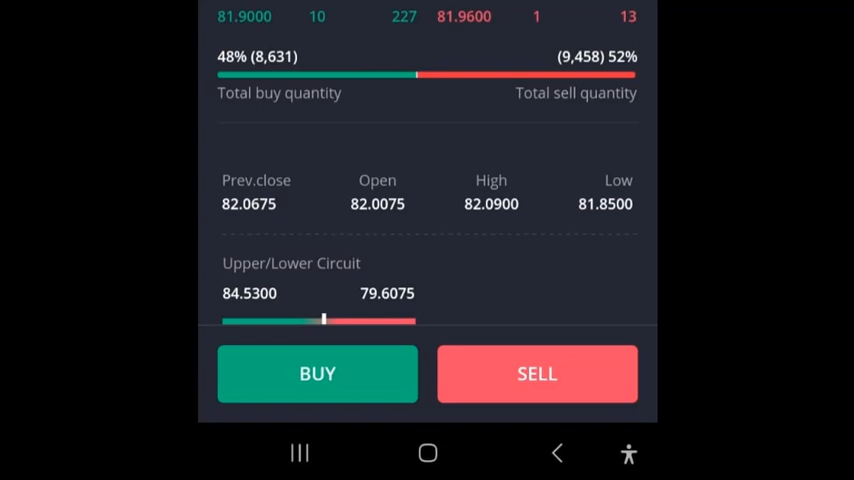 81.9000 10 227 81.9600 1 13
48% (8,631) (9,458) 52%
Total buy quantity Total sell quantity
Prev.close Open High Low
82.0675 82.0075 82.0900 81.8500
Upper/Lower Circuit
84.5300 79.6075
BUY SELL